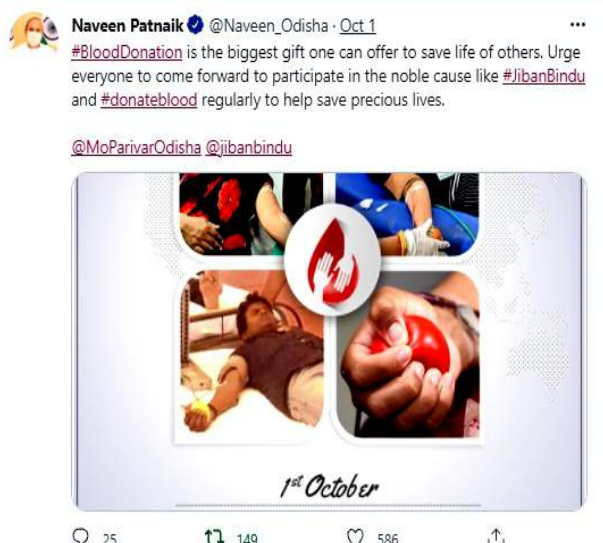 Naveen Patnaik @Naveen_Odisha · Oct 1
#BloodDonation is the biggest gift one can offer to save life of others. Urge
everyone to come forward to participate in the noble cause like #JibanBindu
and #donateblood regularly to help save precious lives.
@MoParivarOdisha @jibanbindu
1st October
25 149 586